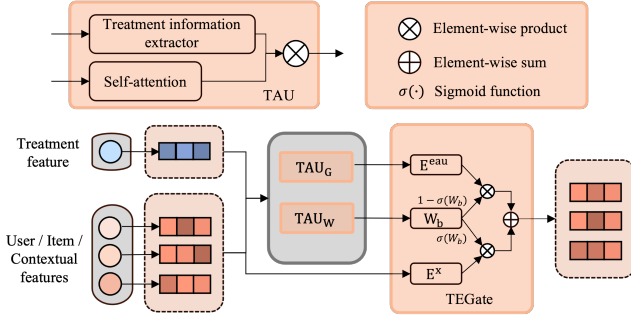 Treatment information
extractor
Self-attention
TAU
Element-wise product
Element-wise sum
σ(·) Sigmoid function
Treatment
feature
User / Item /
Contextual
features
TAU_G
TAU_W
E^eau
1 − σ(W_b)
W_b
σ(W_b)
E^x
TEGate